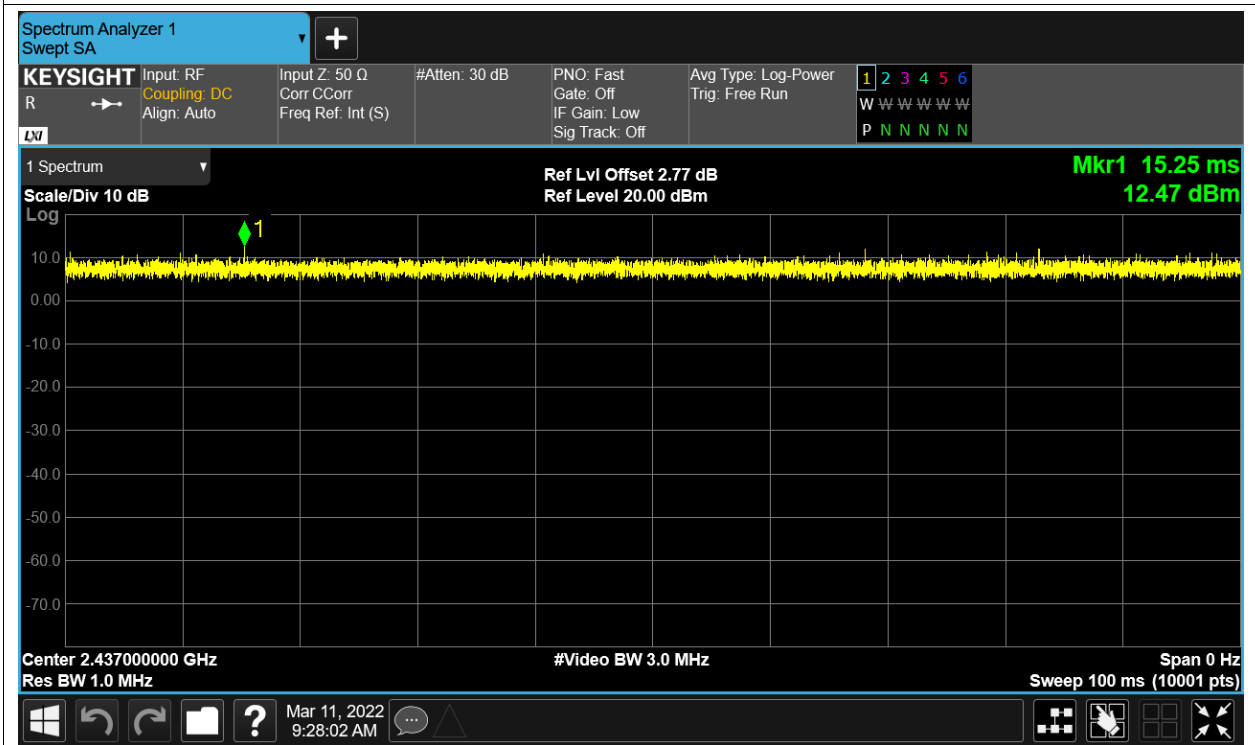 Spectrum Analyzer 1
Swept SA
▼
+
KEYSIGHT Input: RF Input Z: 50 Ω #Atten: 30 dB PNO: Fast Avg Type: Log-Power 1 2 3 4 5 6
R Coupling: DC Corr CCorr Gate: Off Trig: Free Run W W W W W W
Align: Auto Freq Ref: Int (S) IF Gain: Low
LXI Sig Track: Off P N N N N N
1 Spectrum ▼ Ref Lvl Offset 2.77 dB Mkr1 15.25 ms
Scale/Div 10 dB Ref Level 20.00 dBm 12.47 dBm
Log
1
10.0
0.00
-10.0
-20.0
-30.0
-40.0
-50.0
-60.0
-70.0
Center 2.437000000 GHz #Video BW 3.0 MHz Span 0 Hz
Res BW 1.0 MHz Sweep 100 ms (10001 pts)
? Mar 11, 2022
9:28:02 AM